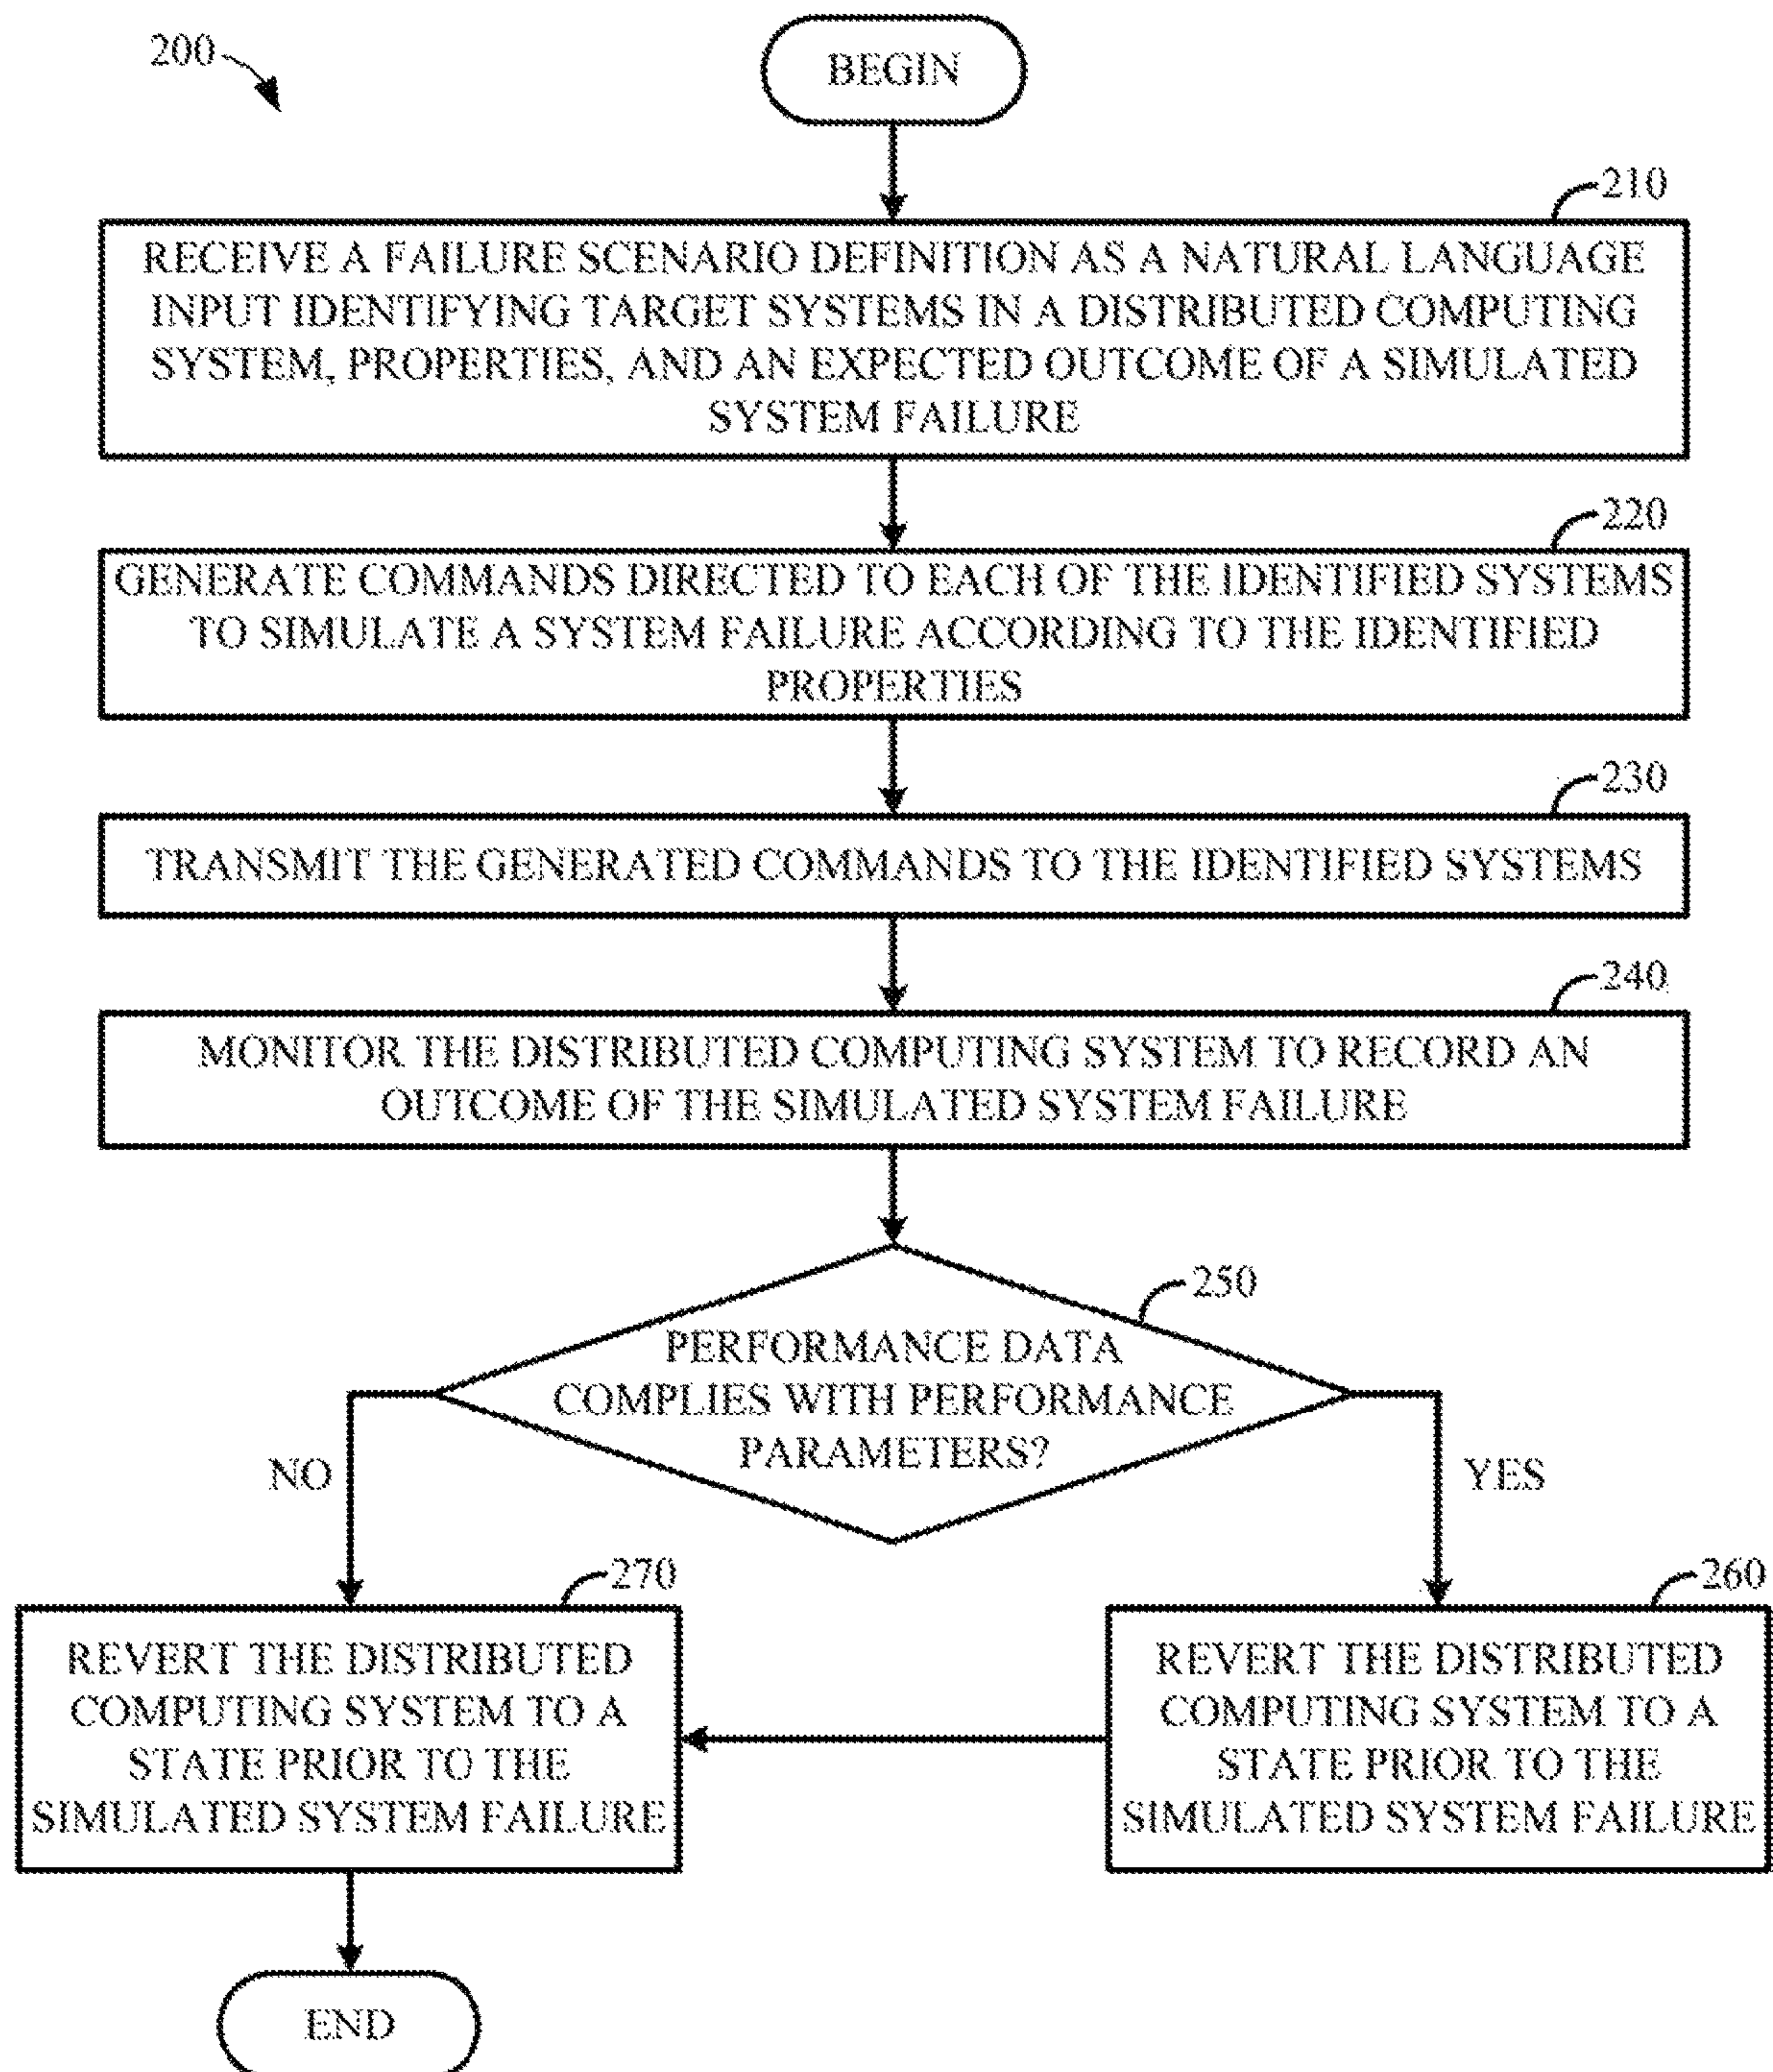 200
BEGIN
210
RECEIVE A FAILURE SCENARIO DEFINITION AS A NATURAL LANGUAGE
INPUT IDENTIFYING TARGET SYSTEMS IN A DISTRIBUTED COMPUTING
SYSTEM, PROPERTIES, AND AN EXPECTED OUTCOME OF A SIMULATED
SYSTEM FAILURE
220
GENERATE COMMANDS DIRECTED TO EACH OF THE IDENTIFIED SYSTEMS
TO SIMULATE A SYSTEM FAILURE ACCORDING TO THE IDENTIFIED
PROPERTIES
230
TRANSMIT THE GENERATED COMMANDS TO THE IDENTIFIED SYSTEMS
240
MONITOR THE DISTRIBUTED COMPUTING SYSTEM TO RECORD AN
OUTCOME OF THE SIMULATED SYSTEM FAILURE
250
PERFORMANCE DATA
COMPLIES WITH PERFORMANCE
PARAMETERS?
NO
YES
270
REVERT THE DISTRIBUTED
COMPUTING SYSTEM TO A
STATE PRIOR TO THE
SIMULATED SYSTEM FAILURE
260
REVERT THE DISTRIBUTED
COMPUTING SYSTEM TO A
STATE PRIOR TO THE
SIMULATED SYSTEM FAILURE
END